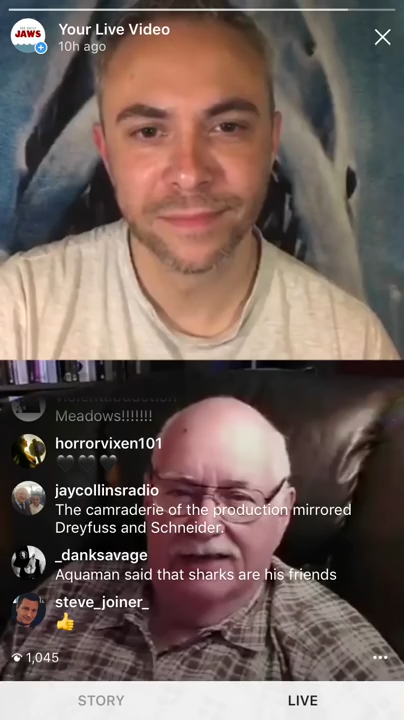 JAWS
Your Live Video
10h ago
Meadows!!!!!!!
horrorvixen101
🖤 🖤 🖤
jaycollinsradio
The camraderie of the production mirrored
Dreyfuss and Schneider.
_danksavage
Aquaman said that sharks are his friends
steve_joiner_
👍
1,045
STORY
LIVE